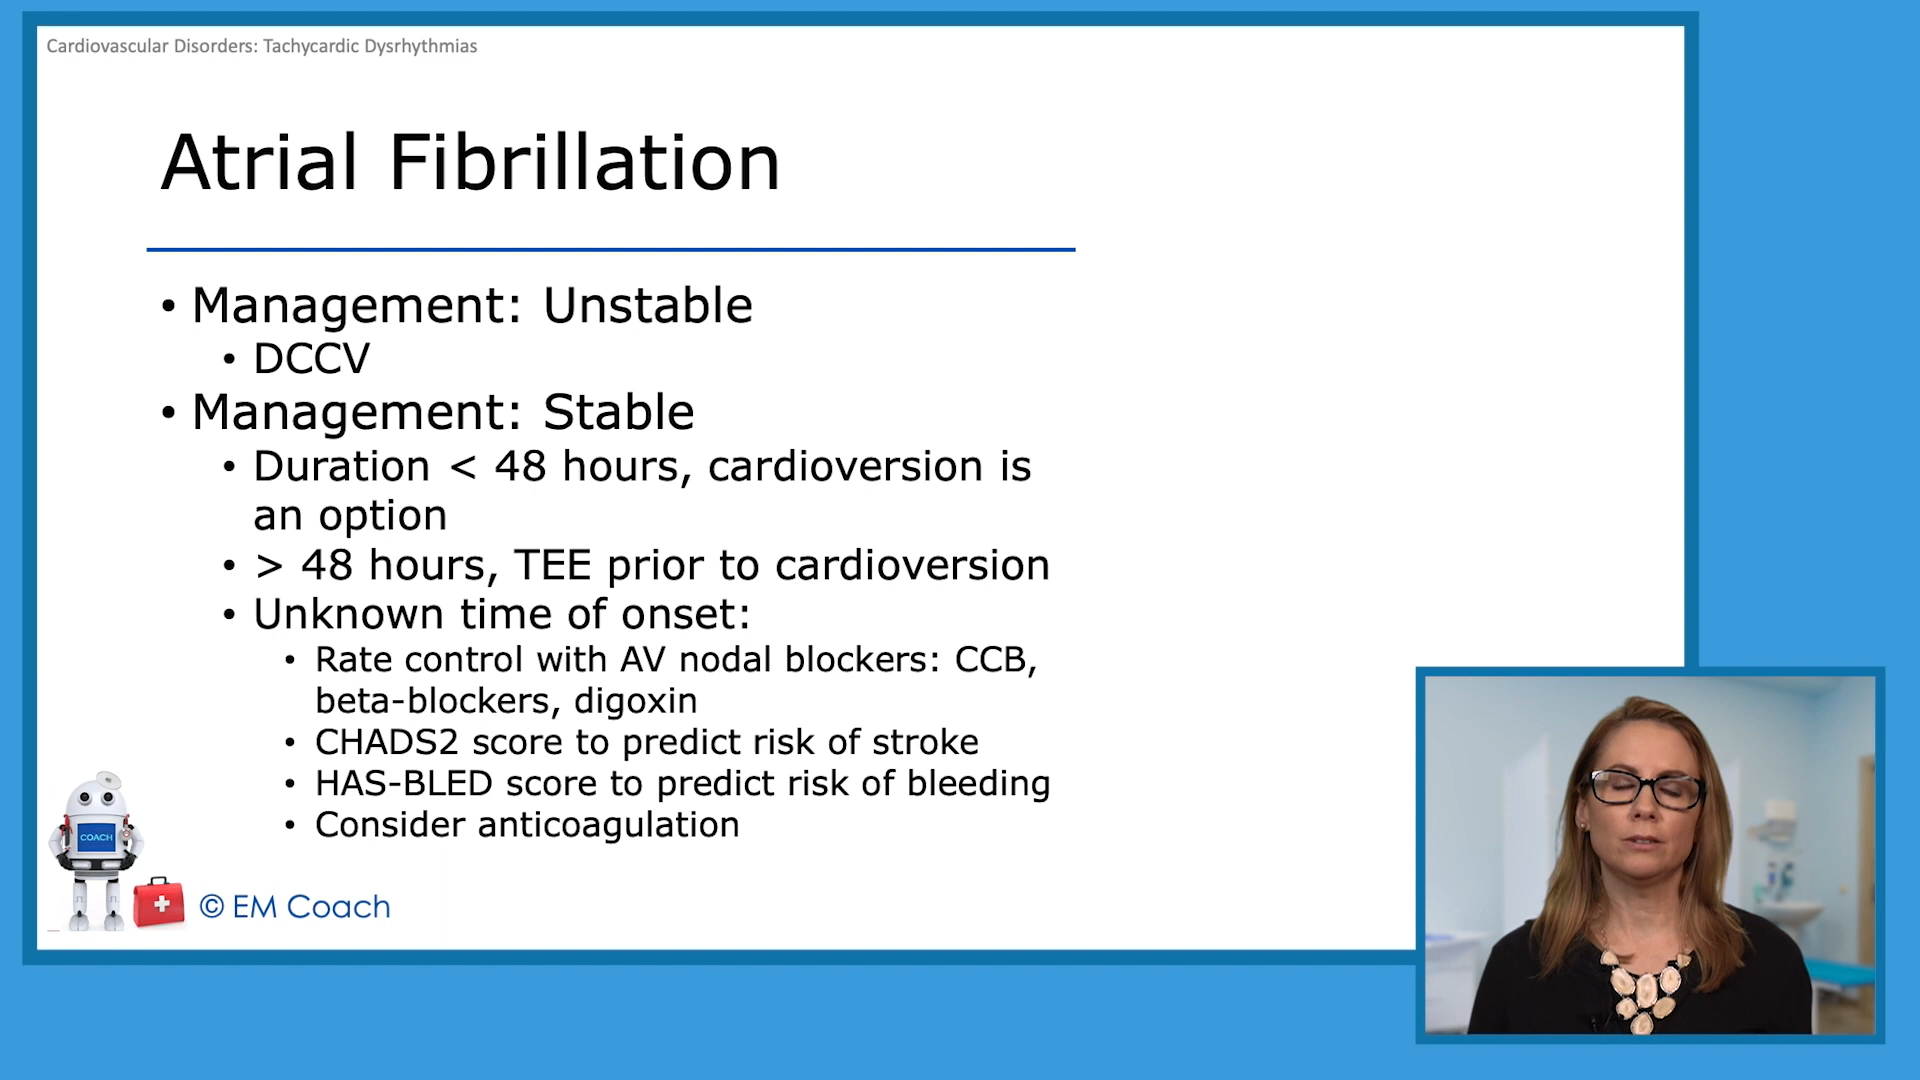 Cardiovascular Disorders: Tachycardic Dysrhythmias
Atrial Fibrillation
• Management: Unstable
• DCCV
• Management: Stable
• Duration < 48 hours, cardioversion is
an option
• > 48 hours, TEE prior to cardioversion
• Unknown time of onset:
• Rate control with AV nodal blockers: CCB,
beta-blockers, digoxin
• CHADS2 score to predict risk of stroke
• HAS-BLED score to predict risk of bleeding
• Consider anticoagulation
COACH
© EM Coach